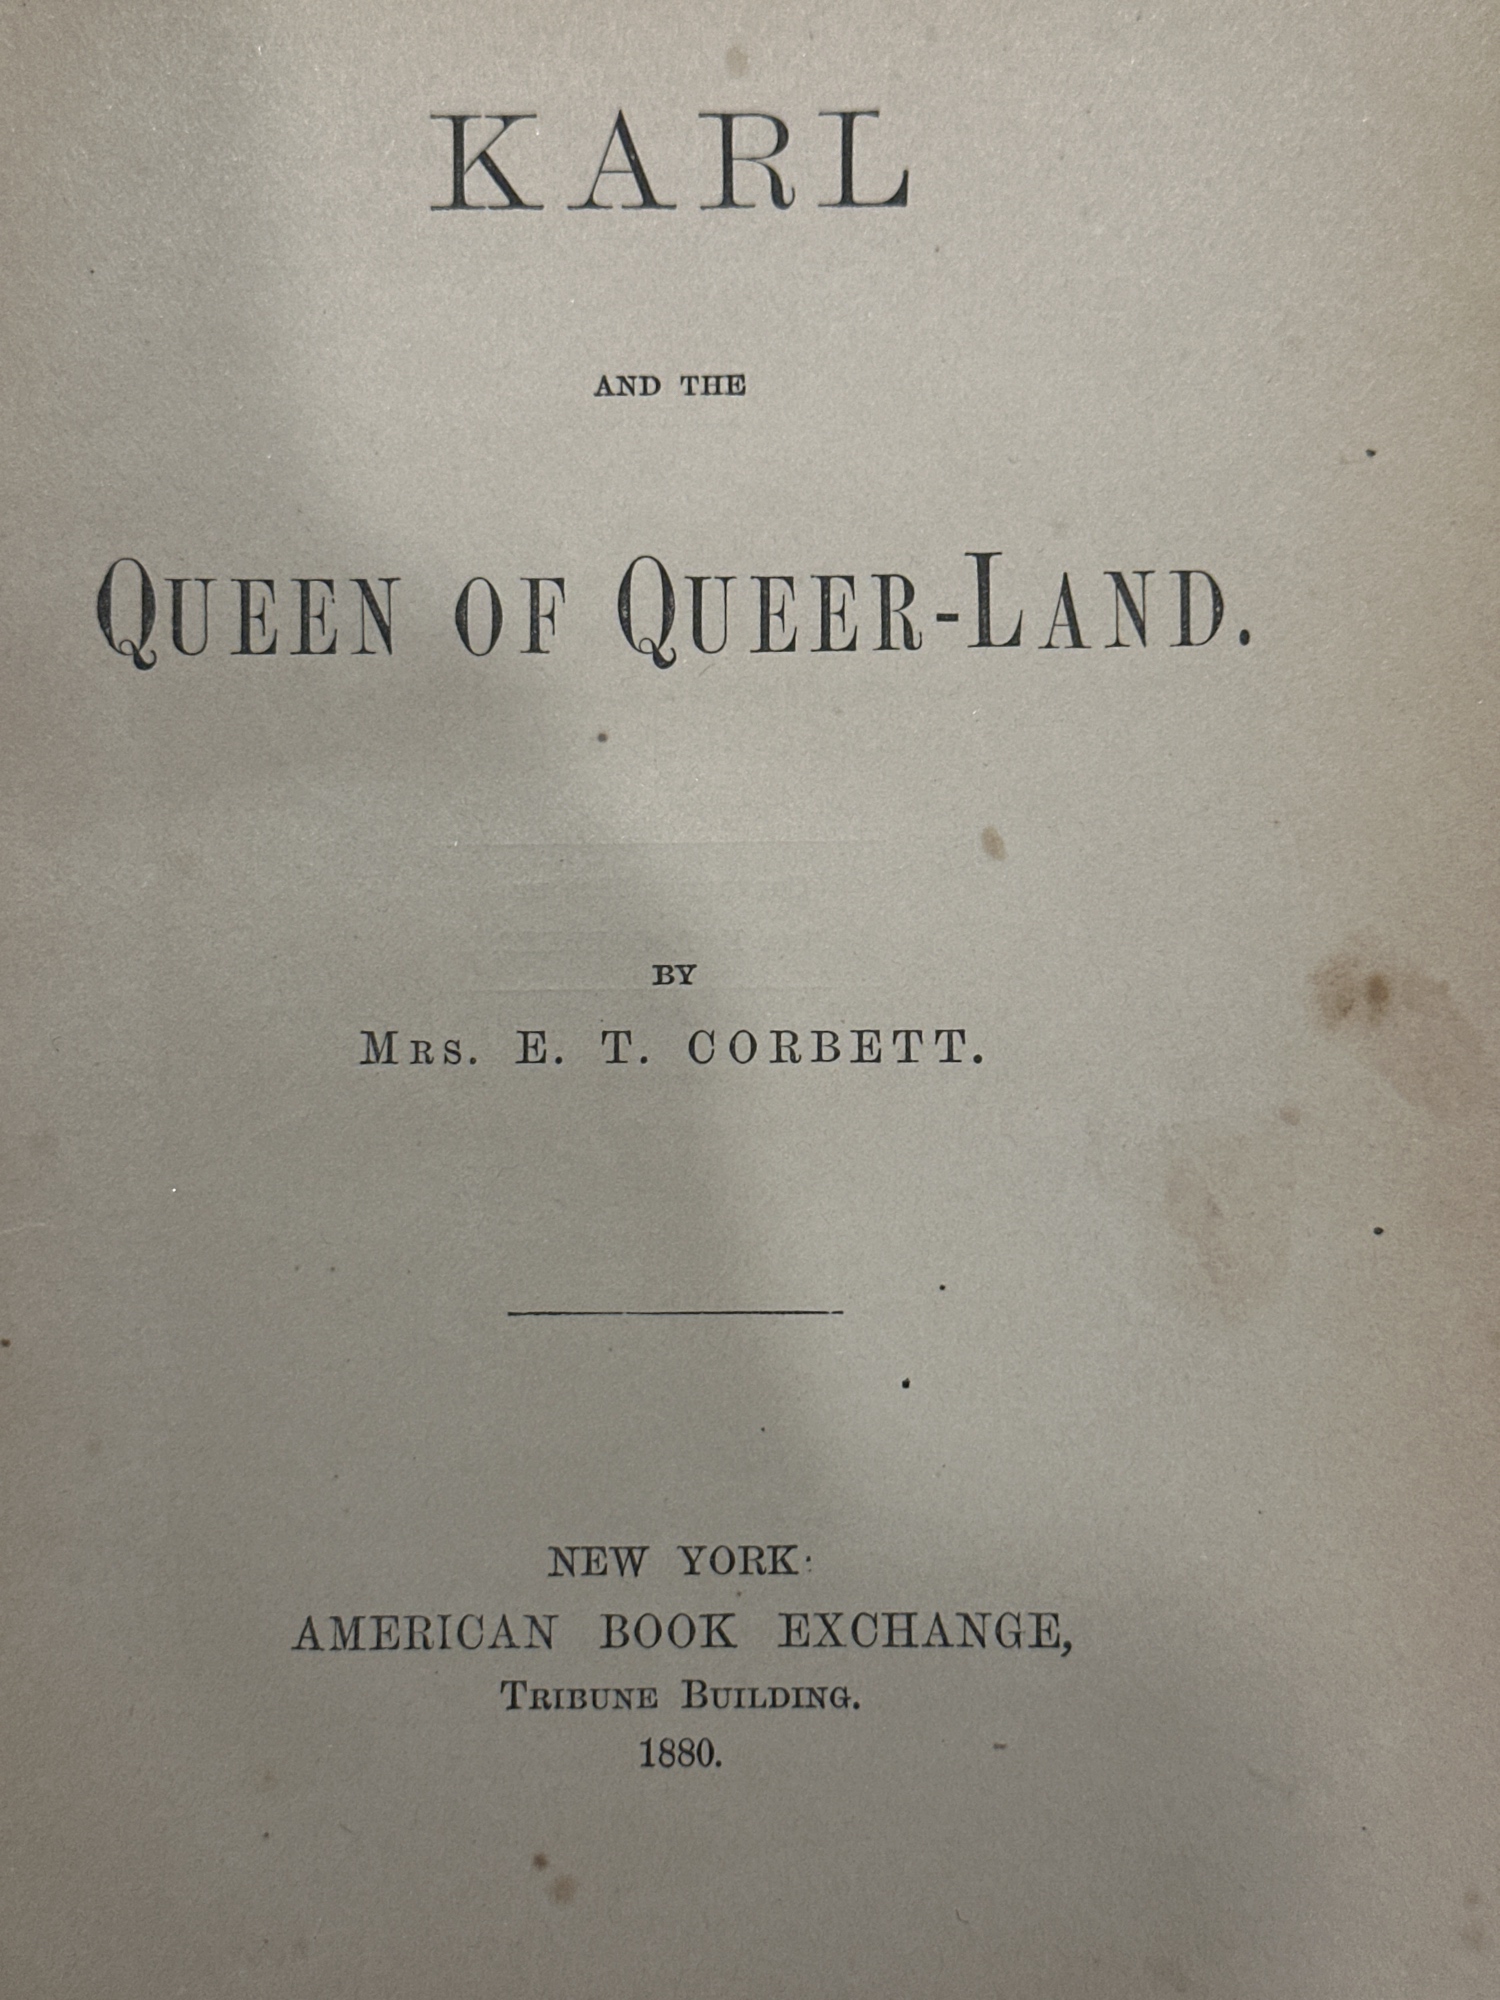 KARL
AND THE
QUEEN OF QUEER-LAND.
BY
MRS. E. T. CORBETT.
NEW YORK:
AMERICAN BOOK EXCHANGE,
TRIBUNE BUILDING.
1880.